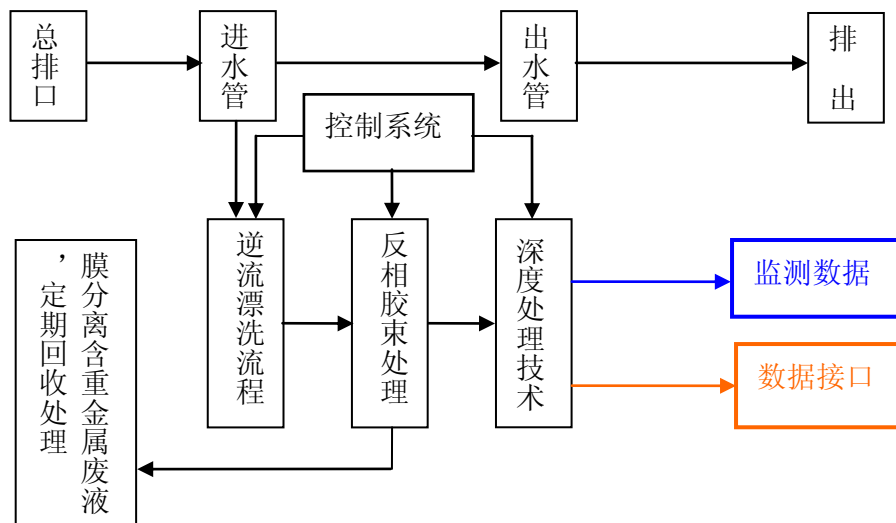 总排口
进水管
出水管
排出
控制系统
逆流漂洗流程
反相胶束处理
深度处理技术
监测数据
数据接口
膜分离含重金属废液
，定期回收处理